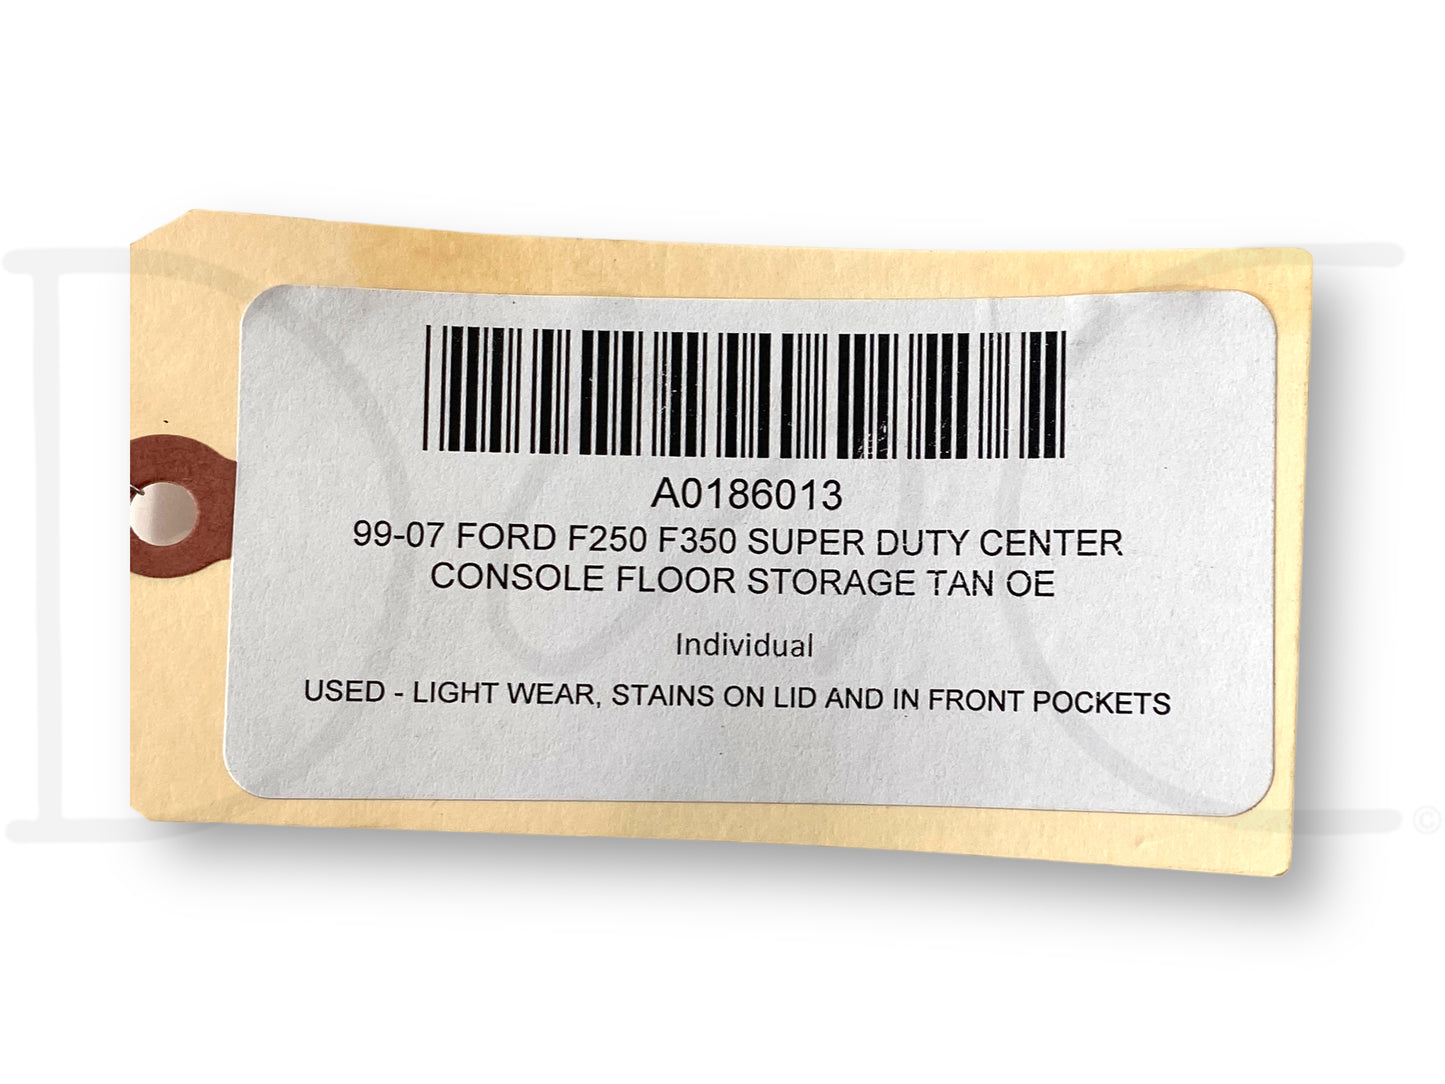 A0186013
99-07 FORD F250 F350 SUPER DUTY CENTER
CONSOLE FLOOR STORAGE TAN OE
Individual
USED - LIGHT WEAR, STAINS ON LID AND IN FRONT POCKETS
©